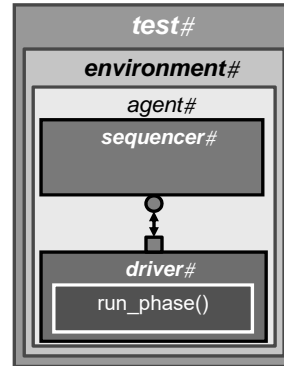 test#
environment#
agent#
sequencer#
driver#
run_phase()